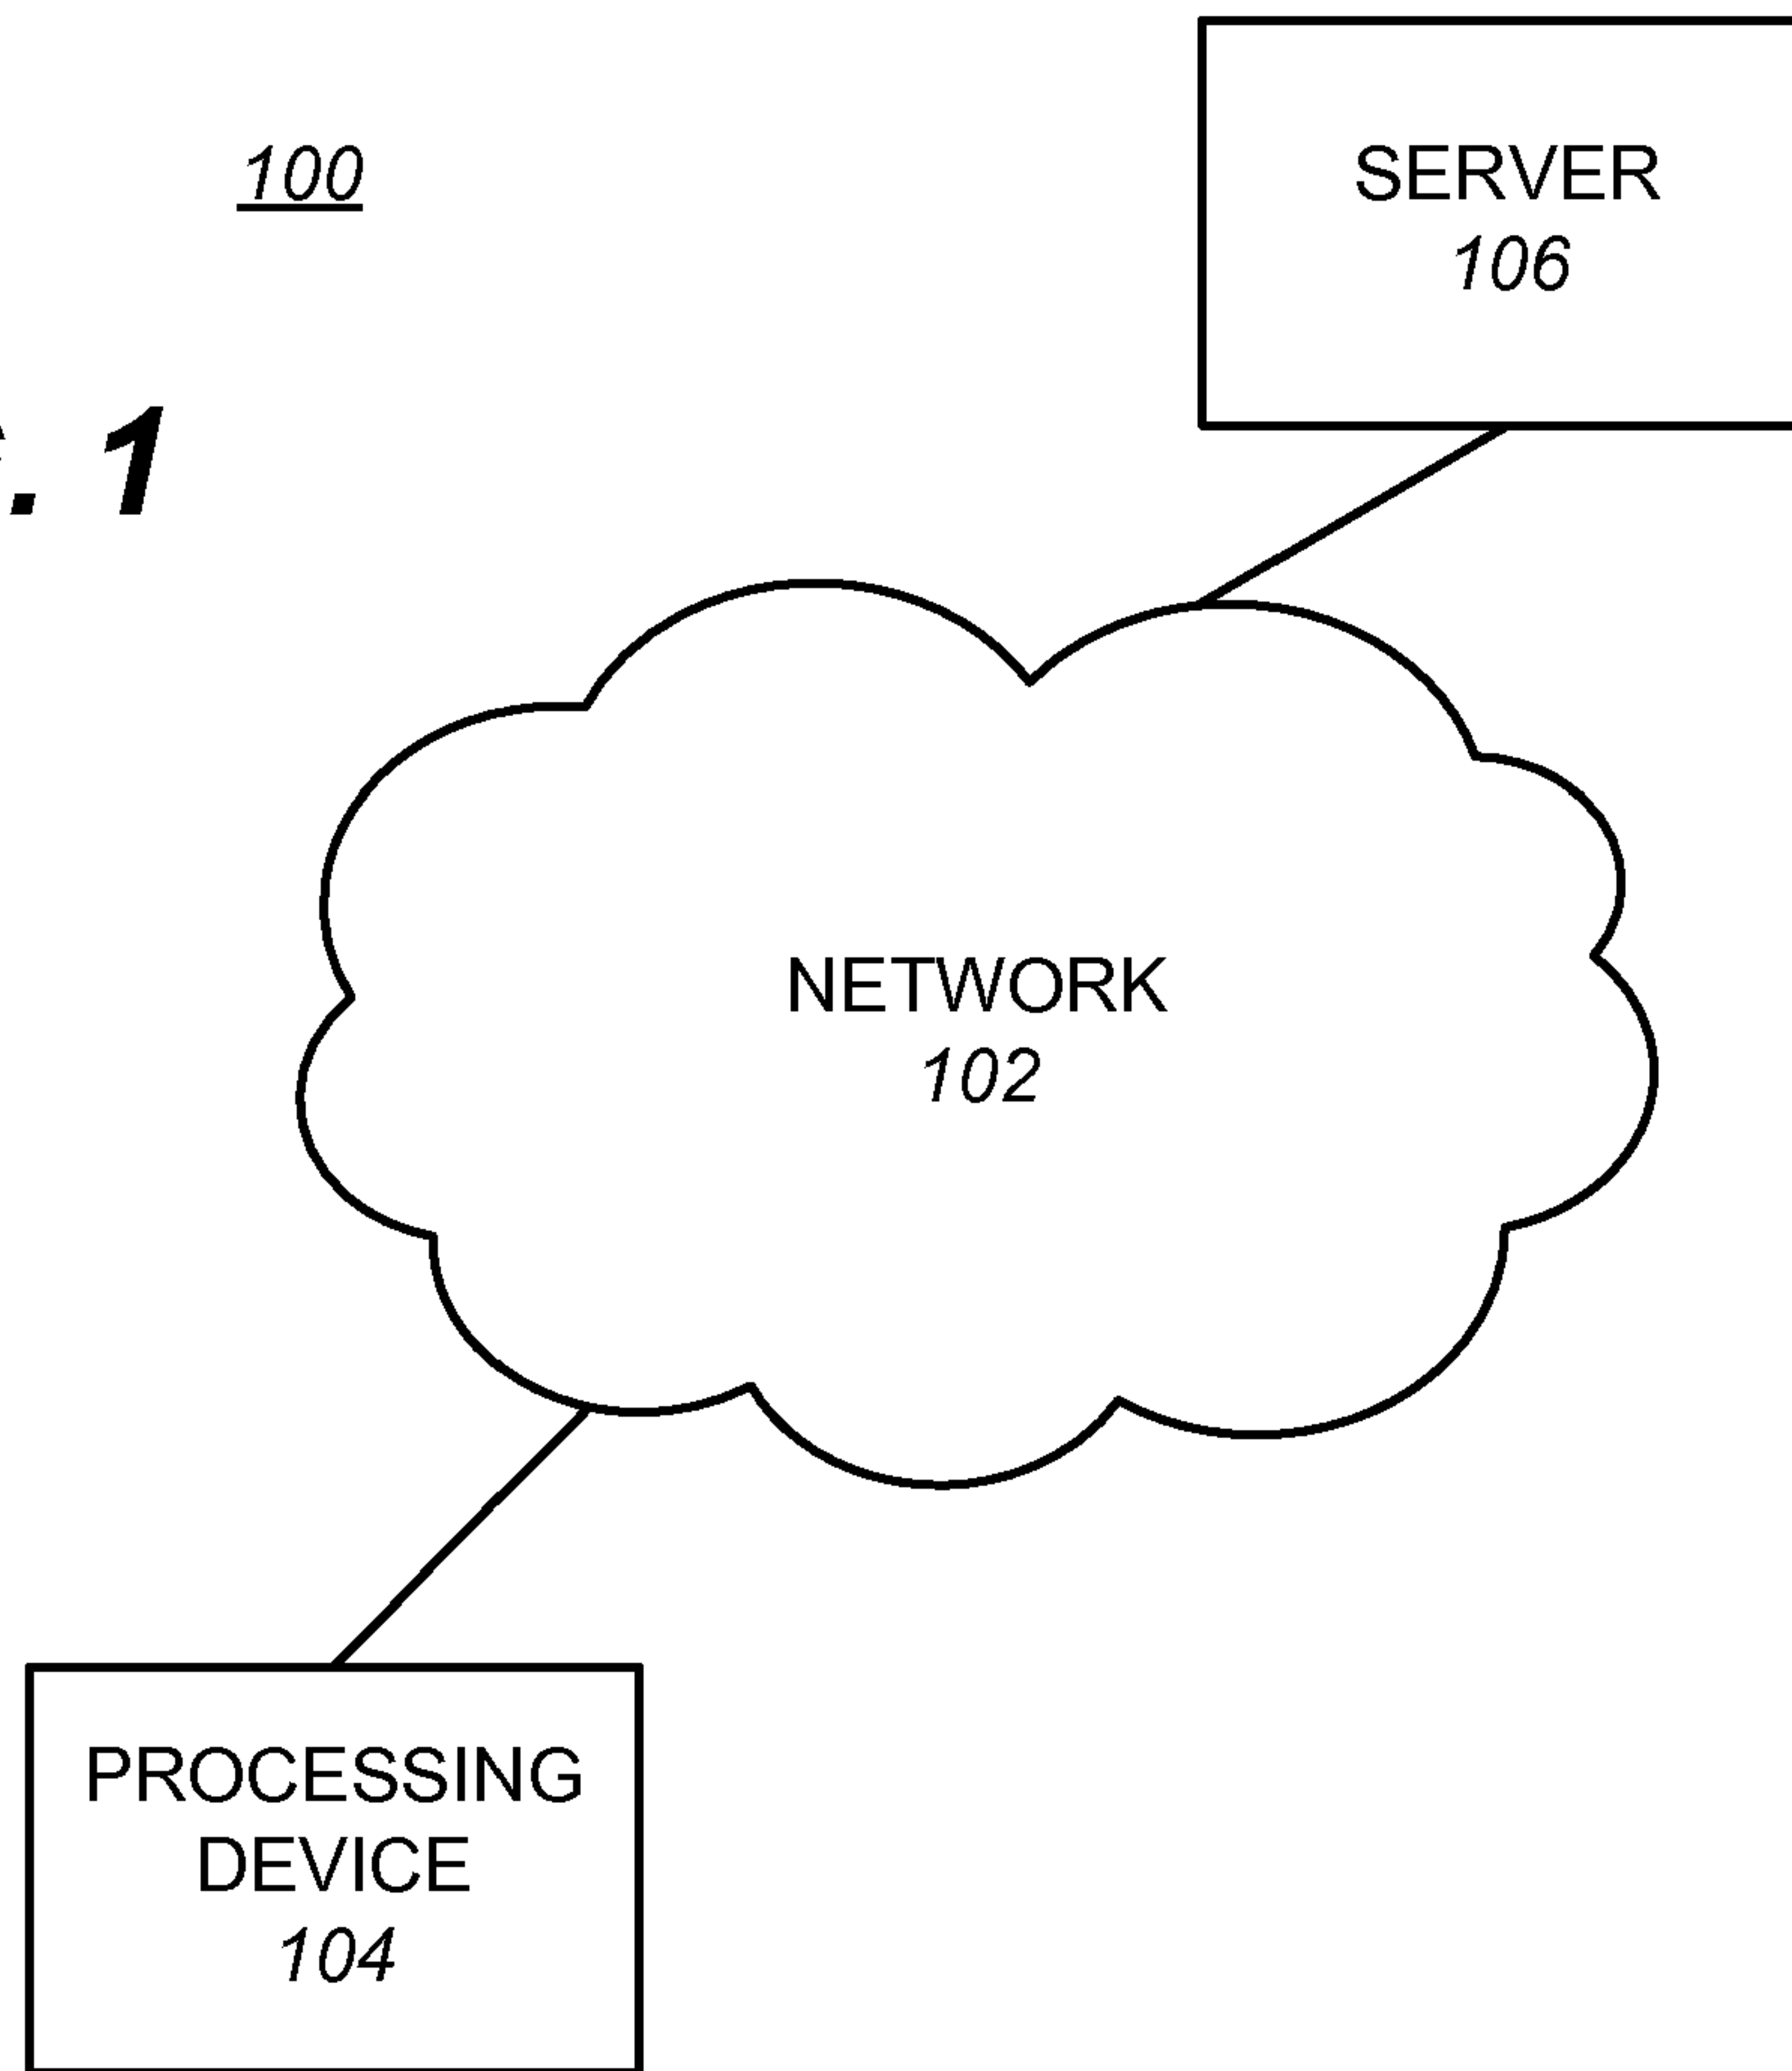 100
SERVER
106
. 1
NETWORK
102
PROCESSING
DEVICE
104